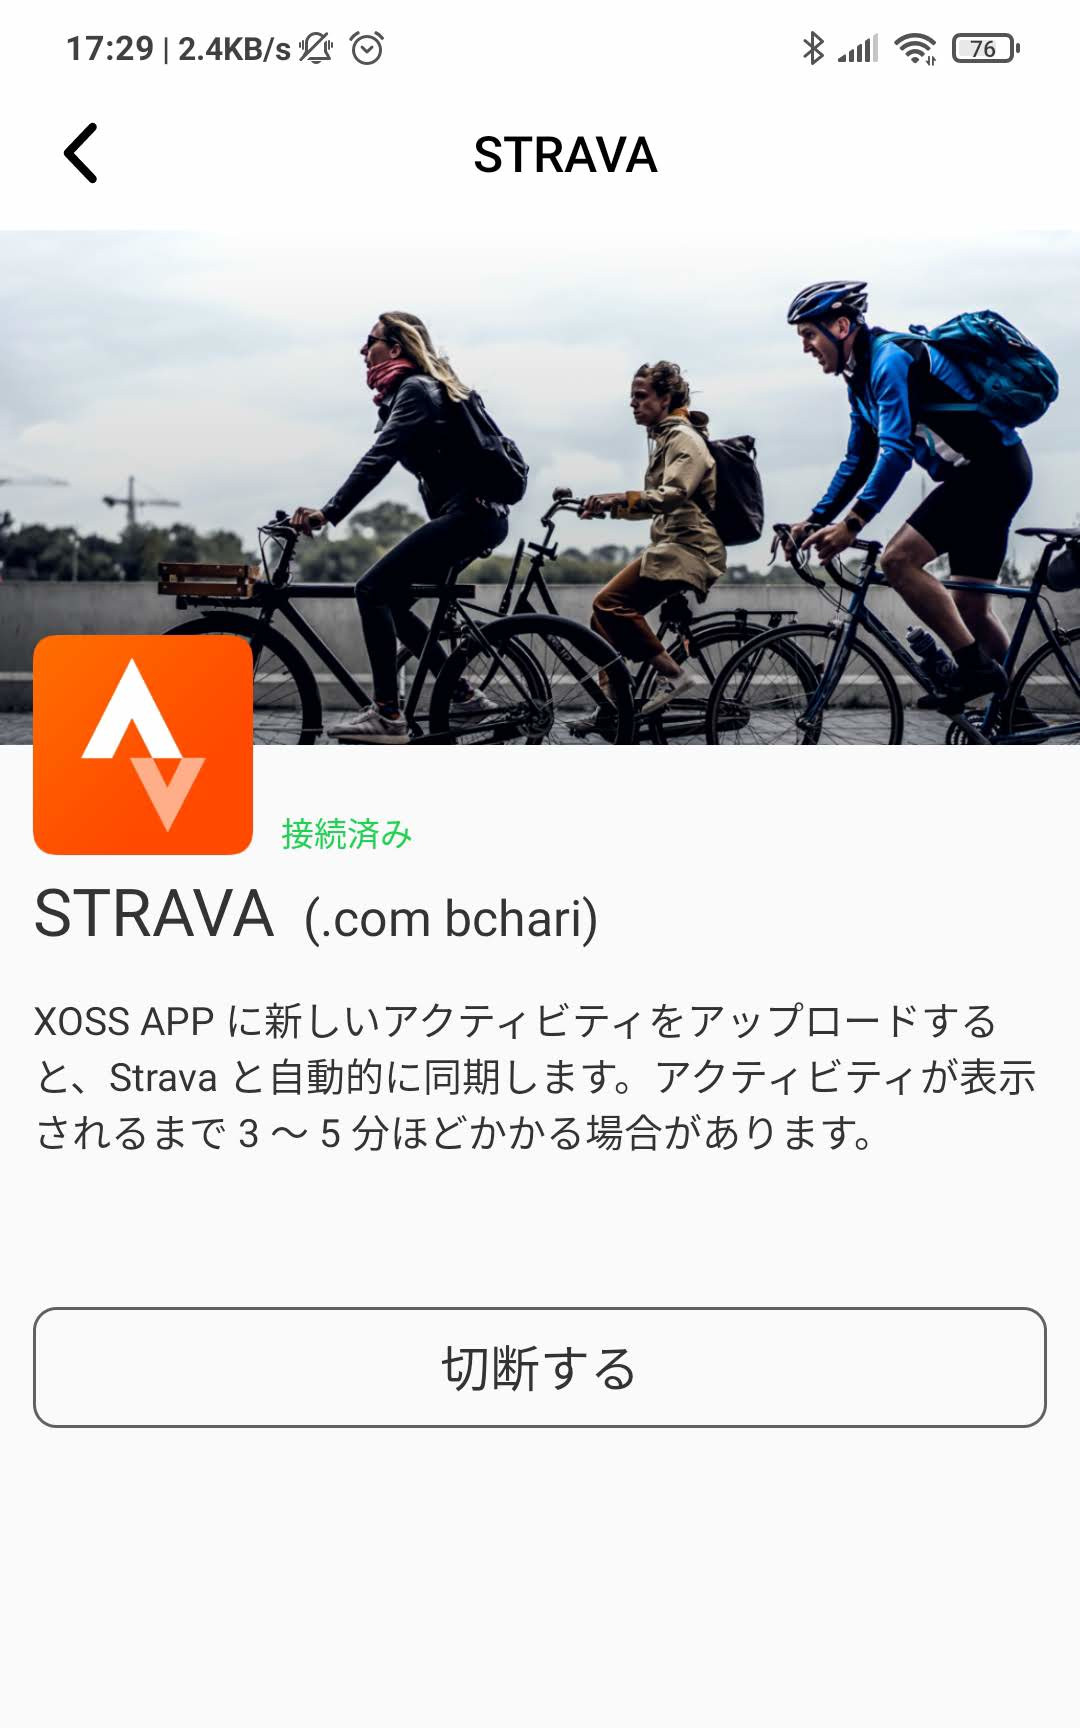 17:29 | 2.4KB/s
76
STRAVA
接続済み
STRAVA (.com bchari)
XOSS APP に新しいアクティビティをアップロードする
と、Strava と自動的に同期します。アクティビティが表示
されるまで 3 ～ 5 分ほどかかる場合があります。
切断する